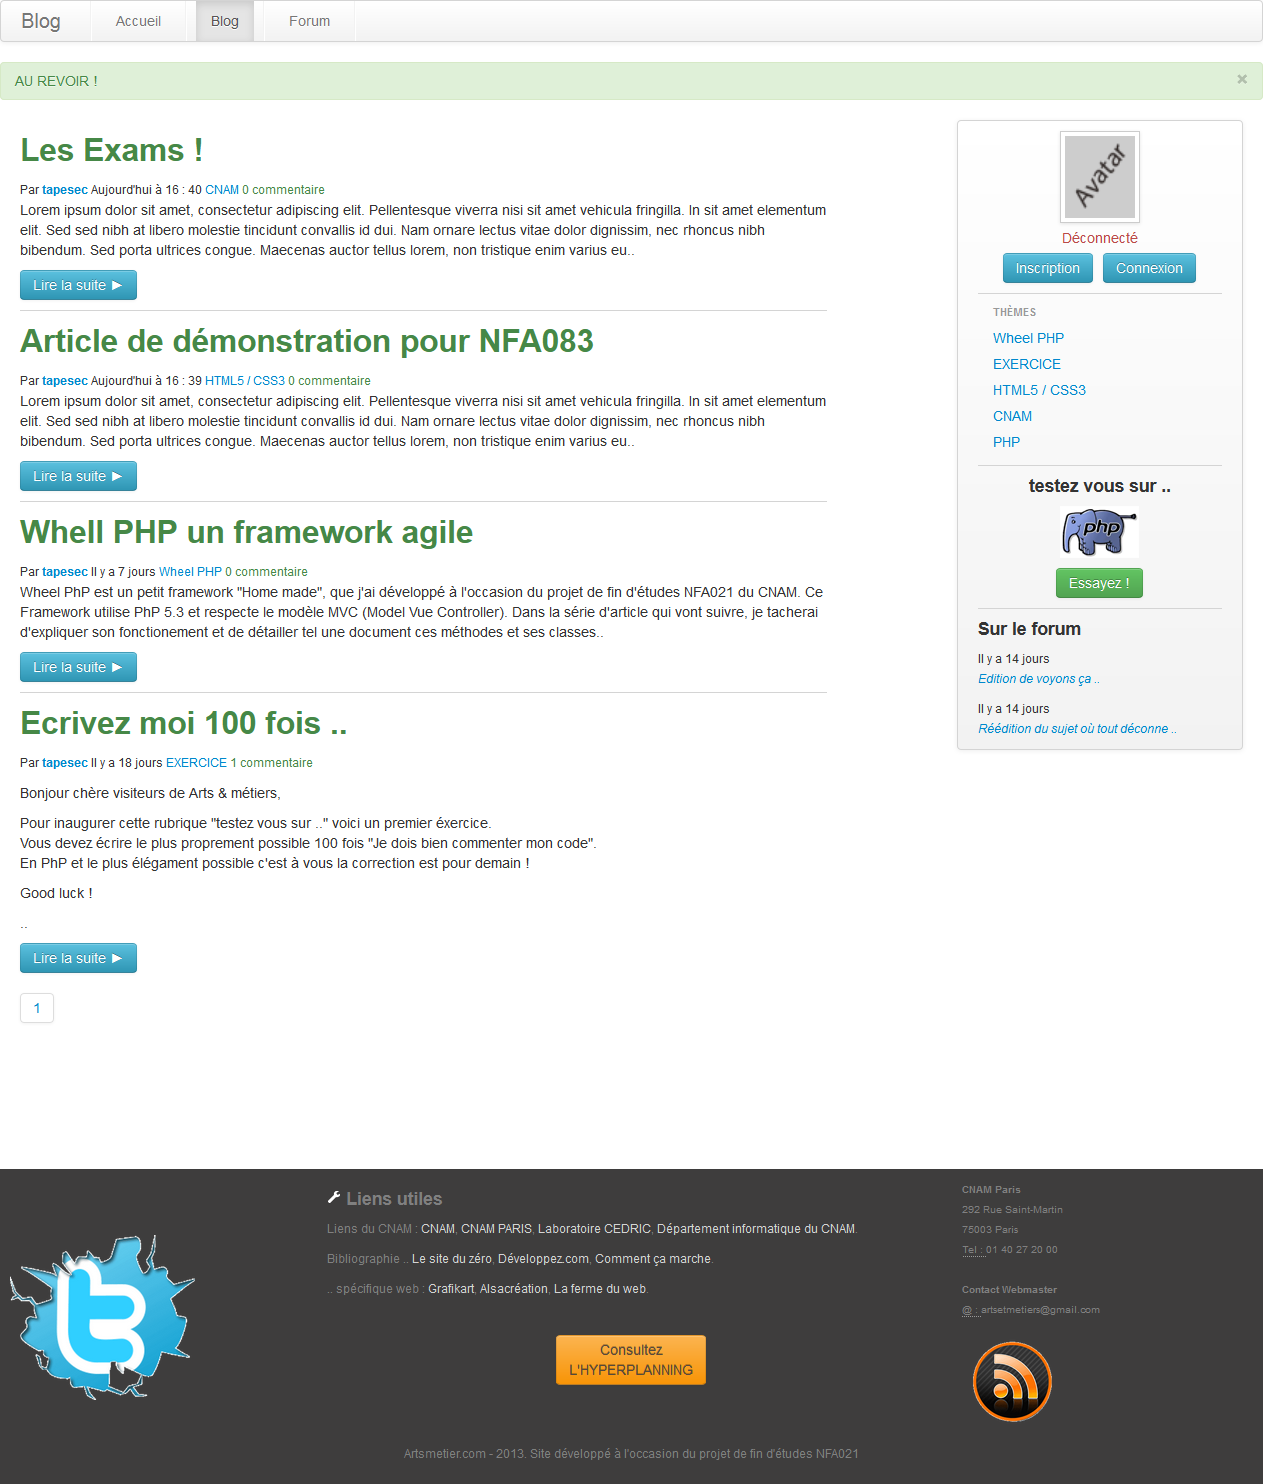 Blog
Accueil
Blog
Forum
AU REVOIR !
×
Les Exams !
Par tapesec Aujourd'hui à 16 : 40 CNAM 0 commentaire
Lorem ipsum dolor sit amet, consectetur adipiscing elit. Pellentesque viverra nisi sit amet vehicula fringilla. In sit amet elementum
elit. Sed sed nibh at libero molestie tincidunt convallis id dui. Nam ornare lectus vitae dolor dignissim, nec rhoncus nibh
bibendum. Sed porta ultrices congue. Maecenas auctor tellus lorem, non tristique enim varius eu..
Lire la suite ►
Article de démonstration pour NFA083
Par tapesec Aujourd'hui à 16 : 39 HTML5 / CSS3 0 commentaire
Lorem ipsum dolor sit amet, consectetur adipiscing elit. Pellentesque viverra nisi sit amet vehicula fringilla. In sit amet elementum
elit. Sed sed nibh at libero molestie tincidunt convallis id dui. Nam ornare lectus vitae dolor dignissim, nec rhoncus nibh
bibendum. Sed porta ultrices congue. Maecenas auctor tellus lorem, non tristique enim varius eu..
Lire la suite ►
Whell PHP un framework agile
Par tapesec Il y a 7 jours Wheel PHP 0 commentaire
Wheel PhP est un petit framework "Home made", que j'ai développé à l'occasion du projet de fin d'études NFA021 du CNAM. Ce
Framework utilise PhP 5.3 et respecte le modèle MVC (Model Vue Controller). Dans la série d'article qui vont suivre, je tacherai
d'expliquer son fonctionement et de détailler tel une document ces méthodes et ses classes..
Lire la suite ►
Ecrivez moi 100 fois ..
Par tapesec Il y a 18 jours EXERCICE 1 commentaire
Bonjour chère visiteurs de Arts & métiers,
Pour inaugurer cette rubrique "testez vous sur .." voici un premier éxercice.
Vous devez écrire le plus proprement possible 100 fois "Je dois bien commenter mon code".
En PhP et le plus élégament possible c'est à vous la correction est pour demain !
Good luck !
..
Lire la suite ►
1
Avatar
Déconnecté
Inscription
Connexion
THÈMES
Wheel PHP
EXERCICE
HTML5 / CSS3
CNAM
PHP
testez vous sur ..
php
Essayez !
Sur le forum
Il y a 14 jours
Edition de voyons ça ..
Il y a 14 jours
Réédition du sujet où tout déconne ..
Liens utiles
Liens du CNAM : CNAM, CNAM PARIS, Laboratoire CEDRIC, Département informatique du CNAM.
Bibliographie .. Le site du zéro, Développez.com, Comment ça marche.
.. spécifique web : Grafikart, Alsacréation, La ferme du web.
Consultez
L'HYPERPLANNING
CNAM Paris
292 Rue Saint-Martin
75003 Paris
Tel : 01 40 27 20 00
Contact Webmaster
@ : artsetmetiers@gmail.com
Artsmetier.com - 2013. Site développé à l'occasion du projet de fin d'études NFA021